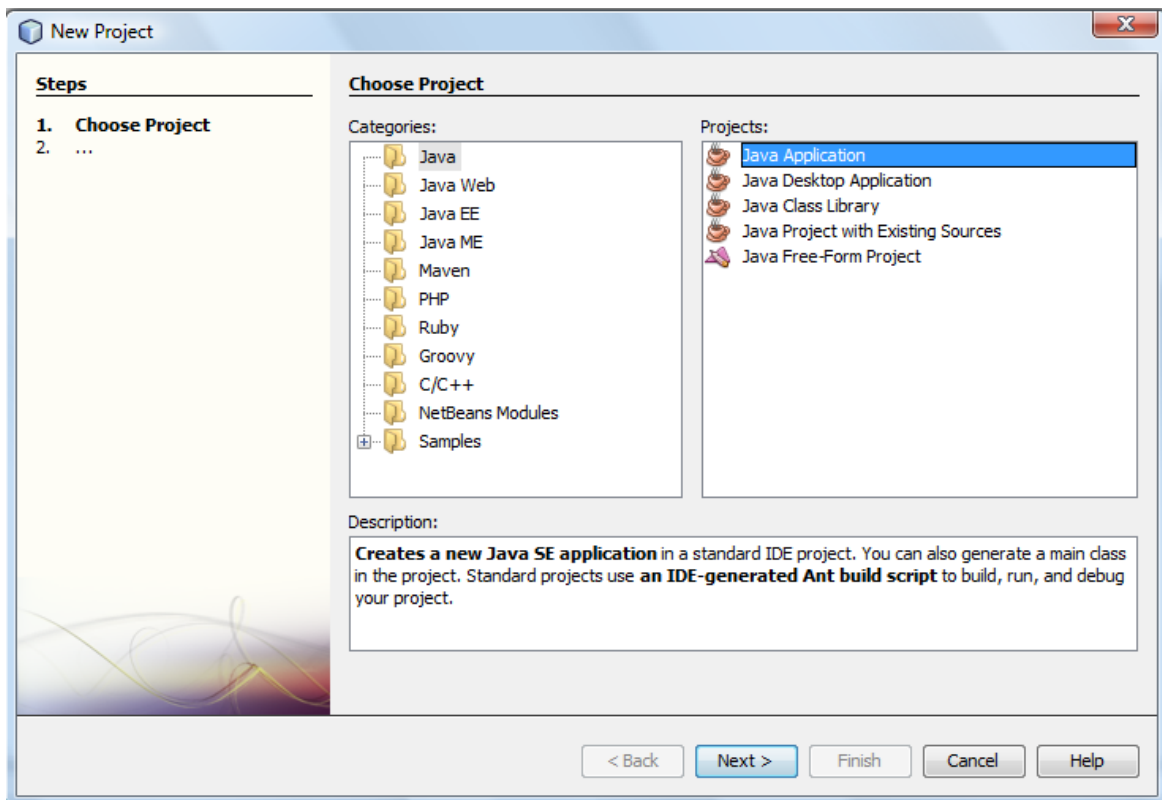 New Project
Steps
1. Choose Project
2. ...
Choose Project
Categories:
Java
Java Web
Java EE
Java ME
Maven
PHP
Ruby
Groovy
C/C++
NetBeans Modules
Samples
Projects:
Java Application
Java Desktop Application
Java Class Library
Java Project with Existing Sources
Java Free-Form Project
Description:
Creates a new Java SE application in a standard IDE project. You can also generate a main class
in the project. Standard projects use an IDE-generated Ant build script to build, run, and debug
your project.
< Back
Next >
Finish
Cancel
Help